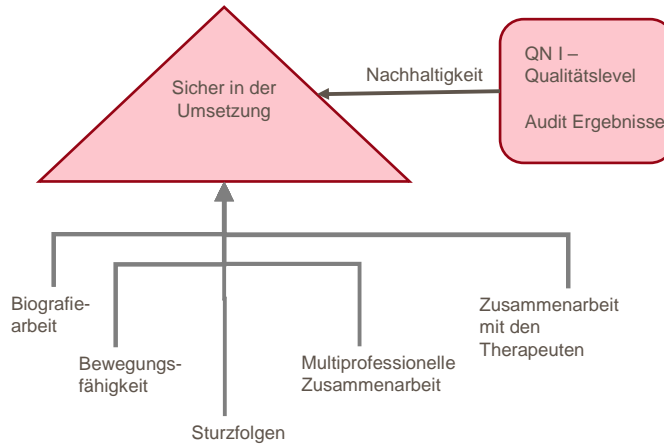 Sicher in der
Umsetzung
Nachhaltigkeit
QN I –
Qualitätslevel
Audit Ergebnisse
Biografie-
arbeit
Bewegungs-
fähigkeit
Sturzfolgen
Multiprofessionelle
Zusammenarbeit
Zusammenarbeit
mit den
Therapeuten